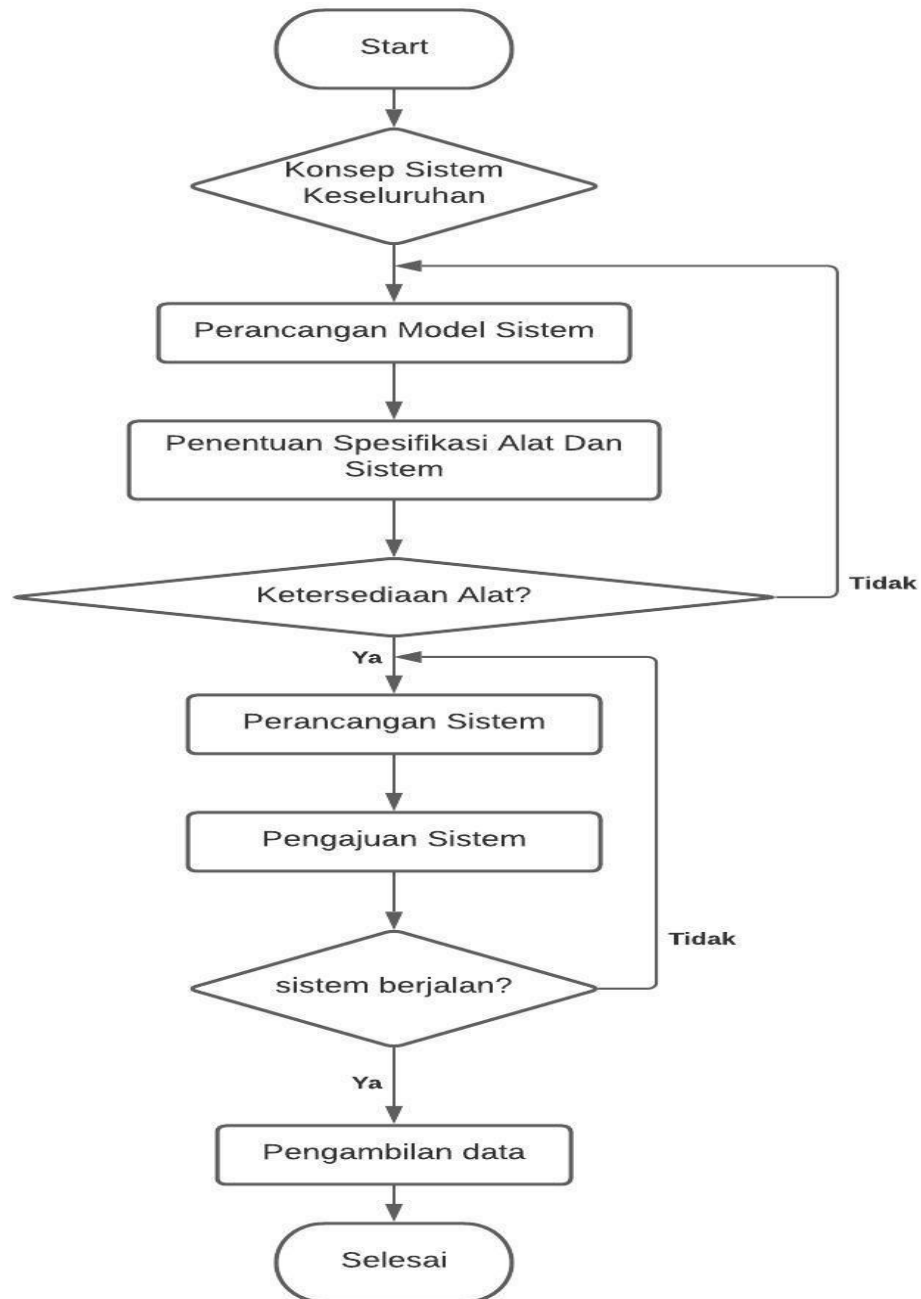 Start
Konsep Sistem
Keseluruhan
Perancangan Model Sistem
Penentuan Spesifikasi Alat Dan
Sistem
Ketersediaan Alat?
Tidak
Ya
Perancangan Sistem
Pengajuan Sistem
Tidak
sistem berjalan?
Ya
Pengambilan data
Selesai